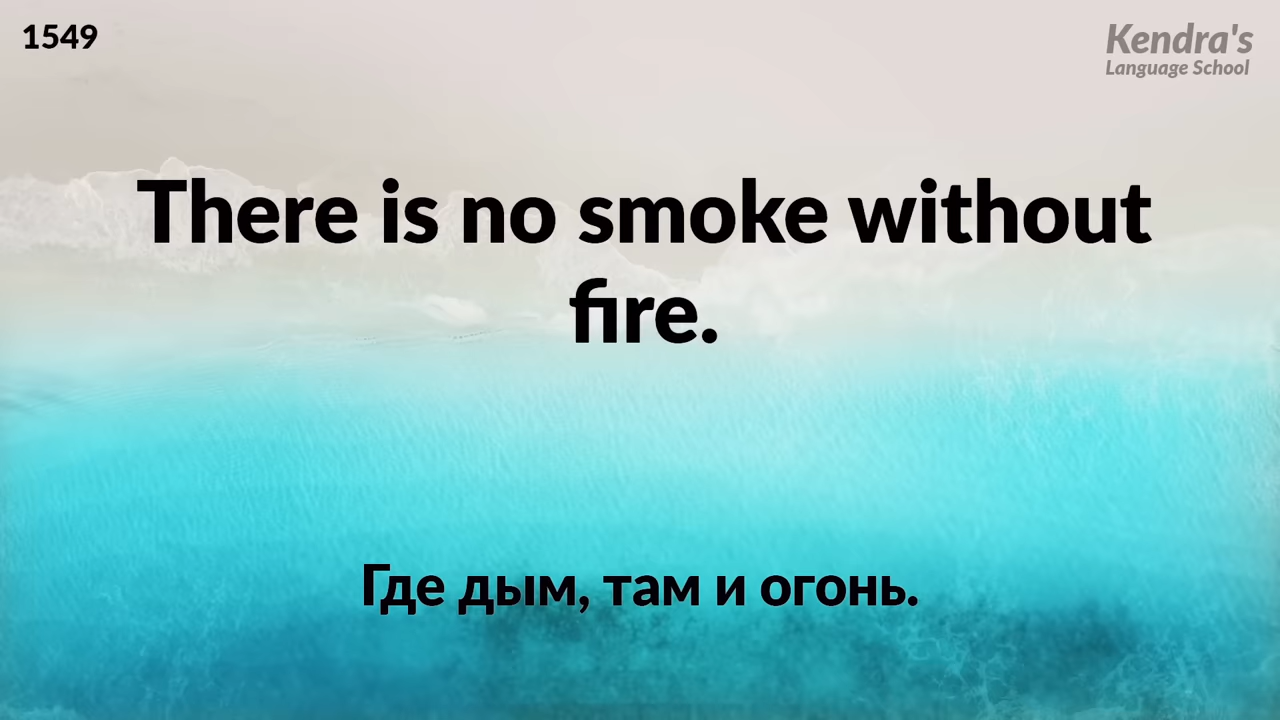 1549
Kendra's
Language School
There is no smoke without
fire.
Где дым, там и огонь.